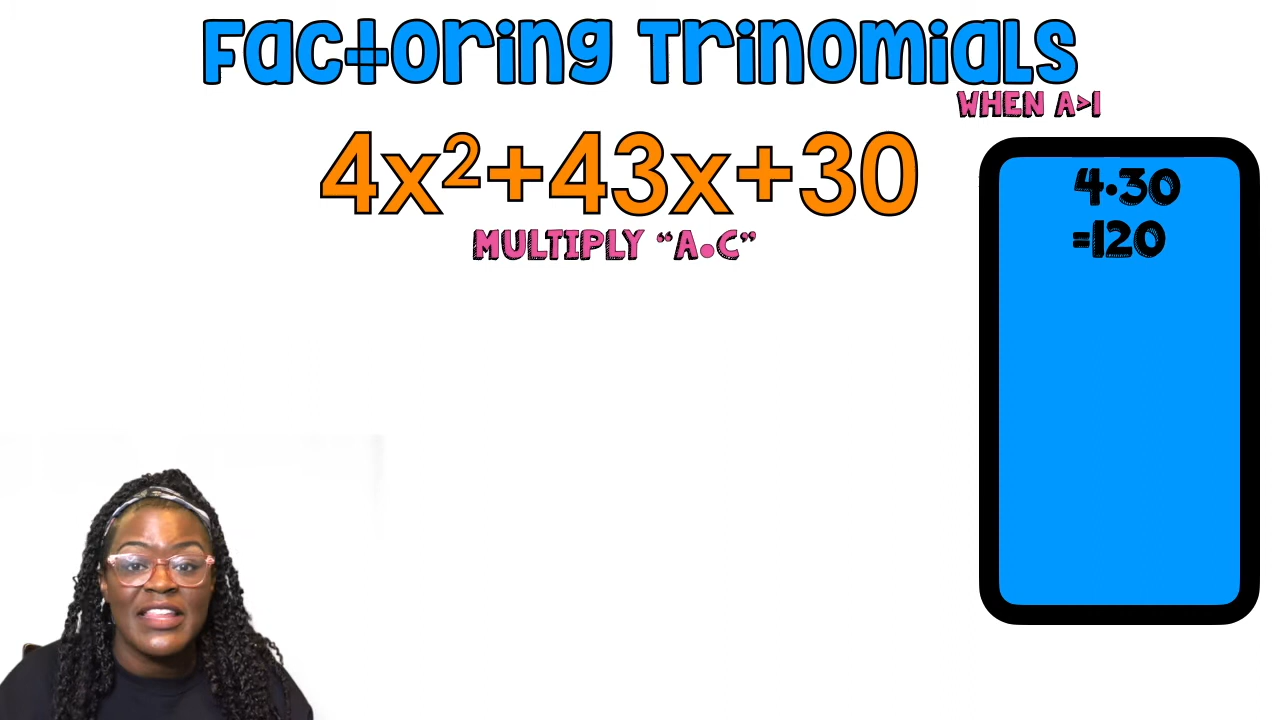 Factoring Trinomials
WHEN A>1
4x²+43x+30
MULTIPLY “A•C”
4•30
=120